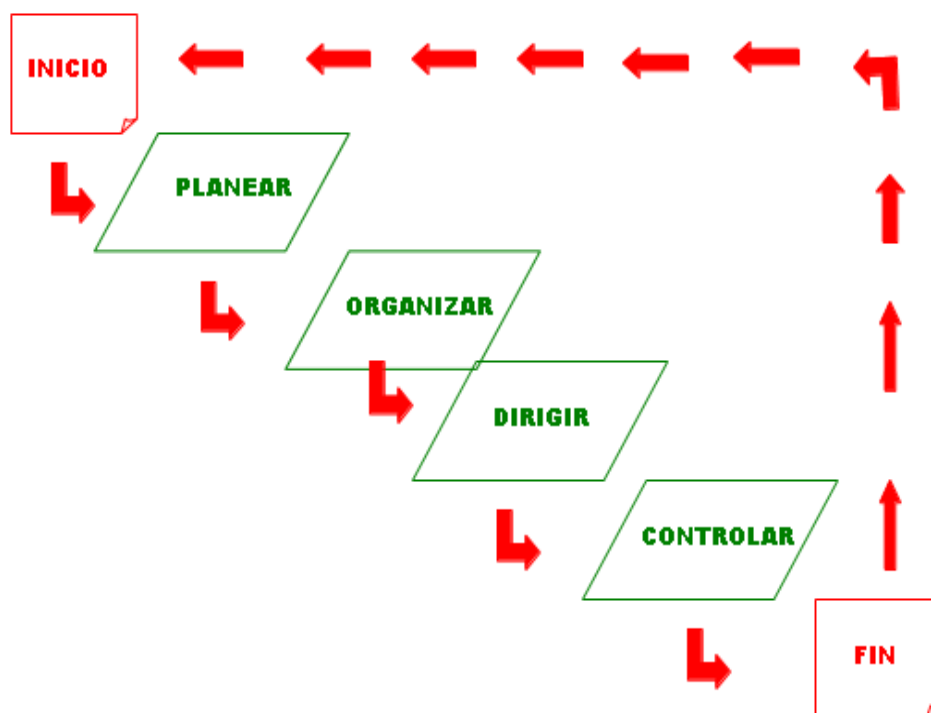 INICIO
PLANEAR
ORGANIZAR
DIRIGIR
CONTROLAR
FIN